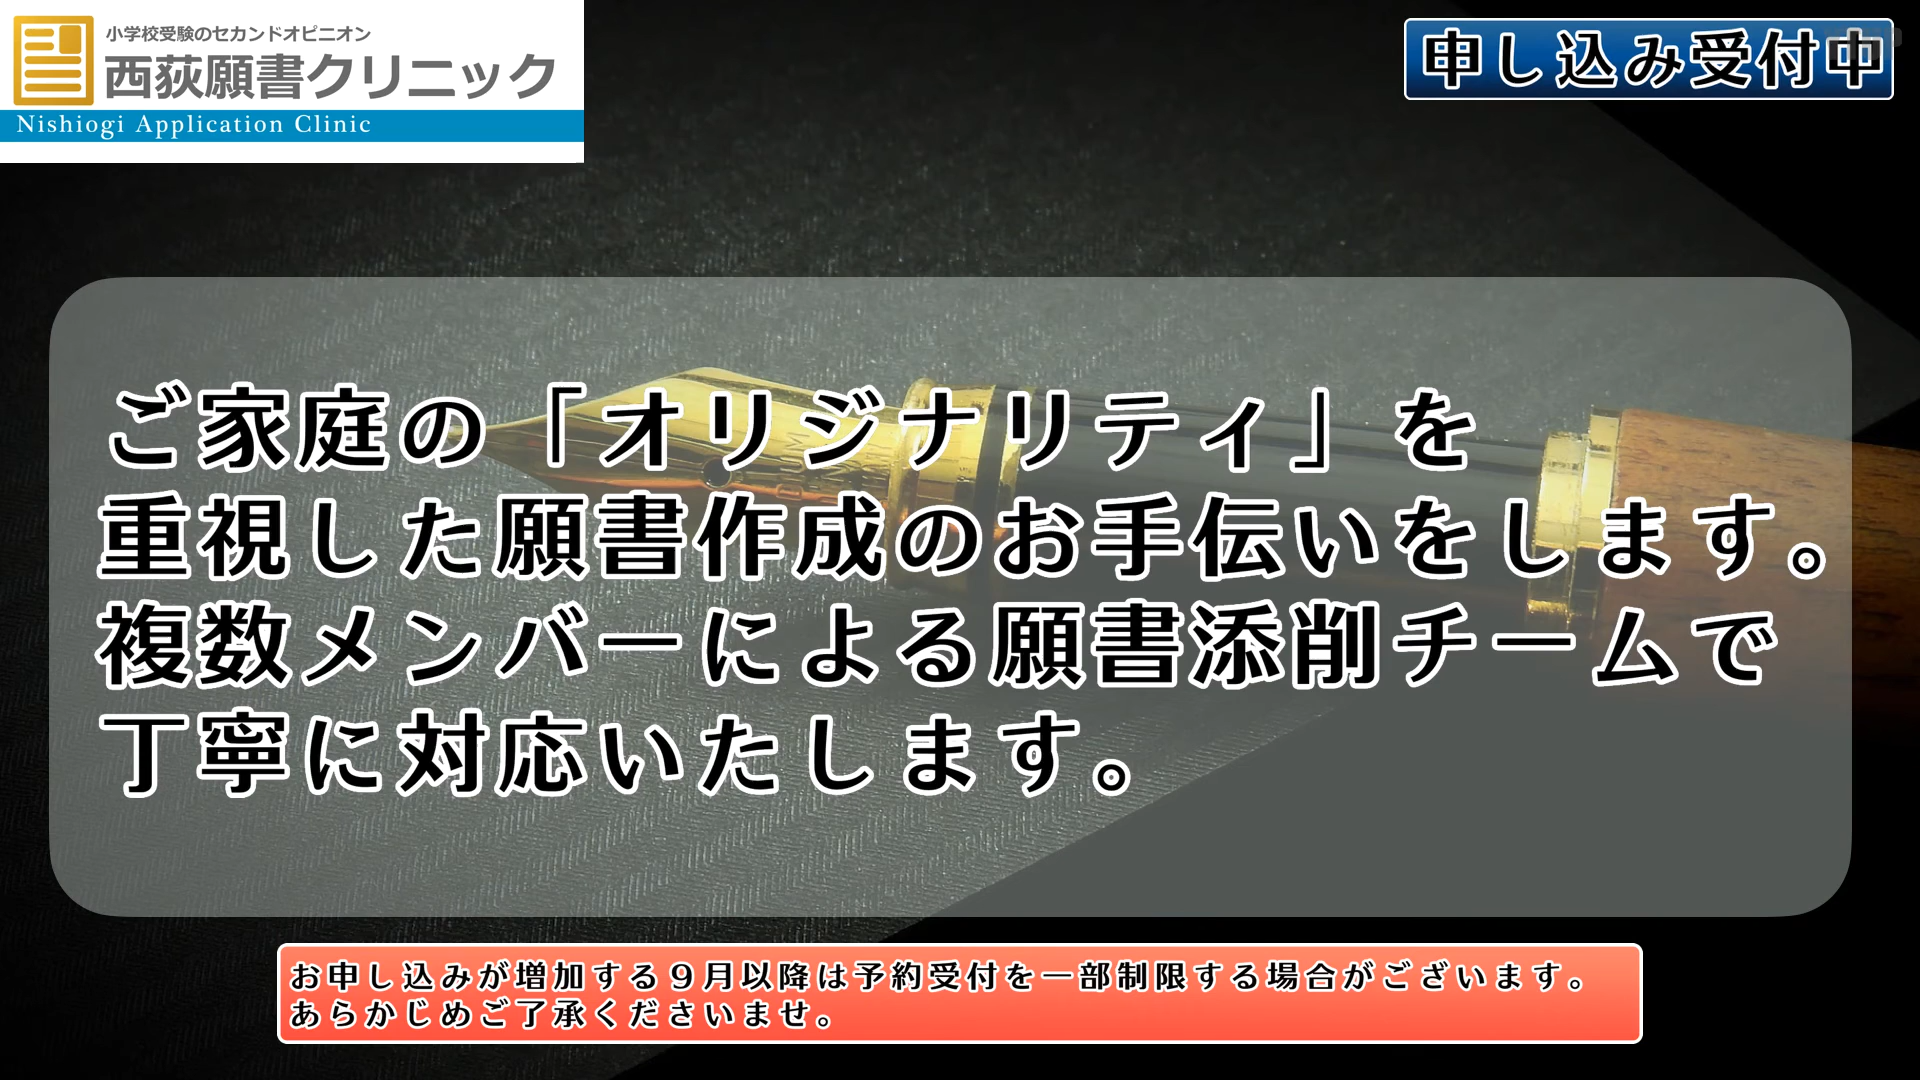 小学校受験のセカンドオピニオン
西荻願書クリニック
Nishiogi Application Clinic
申し込み受付中
ご家庭の「オリジナリティ」を
重視した願書作成のお手伝いをします。
複数メンバーによる願書添削チームで
丁寧に対応いたします。
お申し込みが増加する９月以降は予約受付を一部制限する場合がございます。
あらかじめご了承くださいませ。